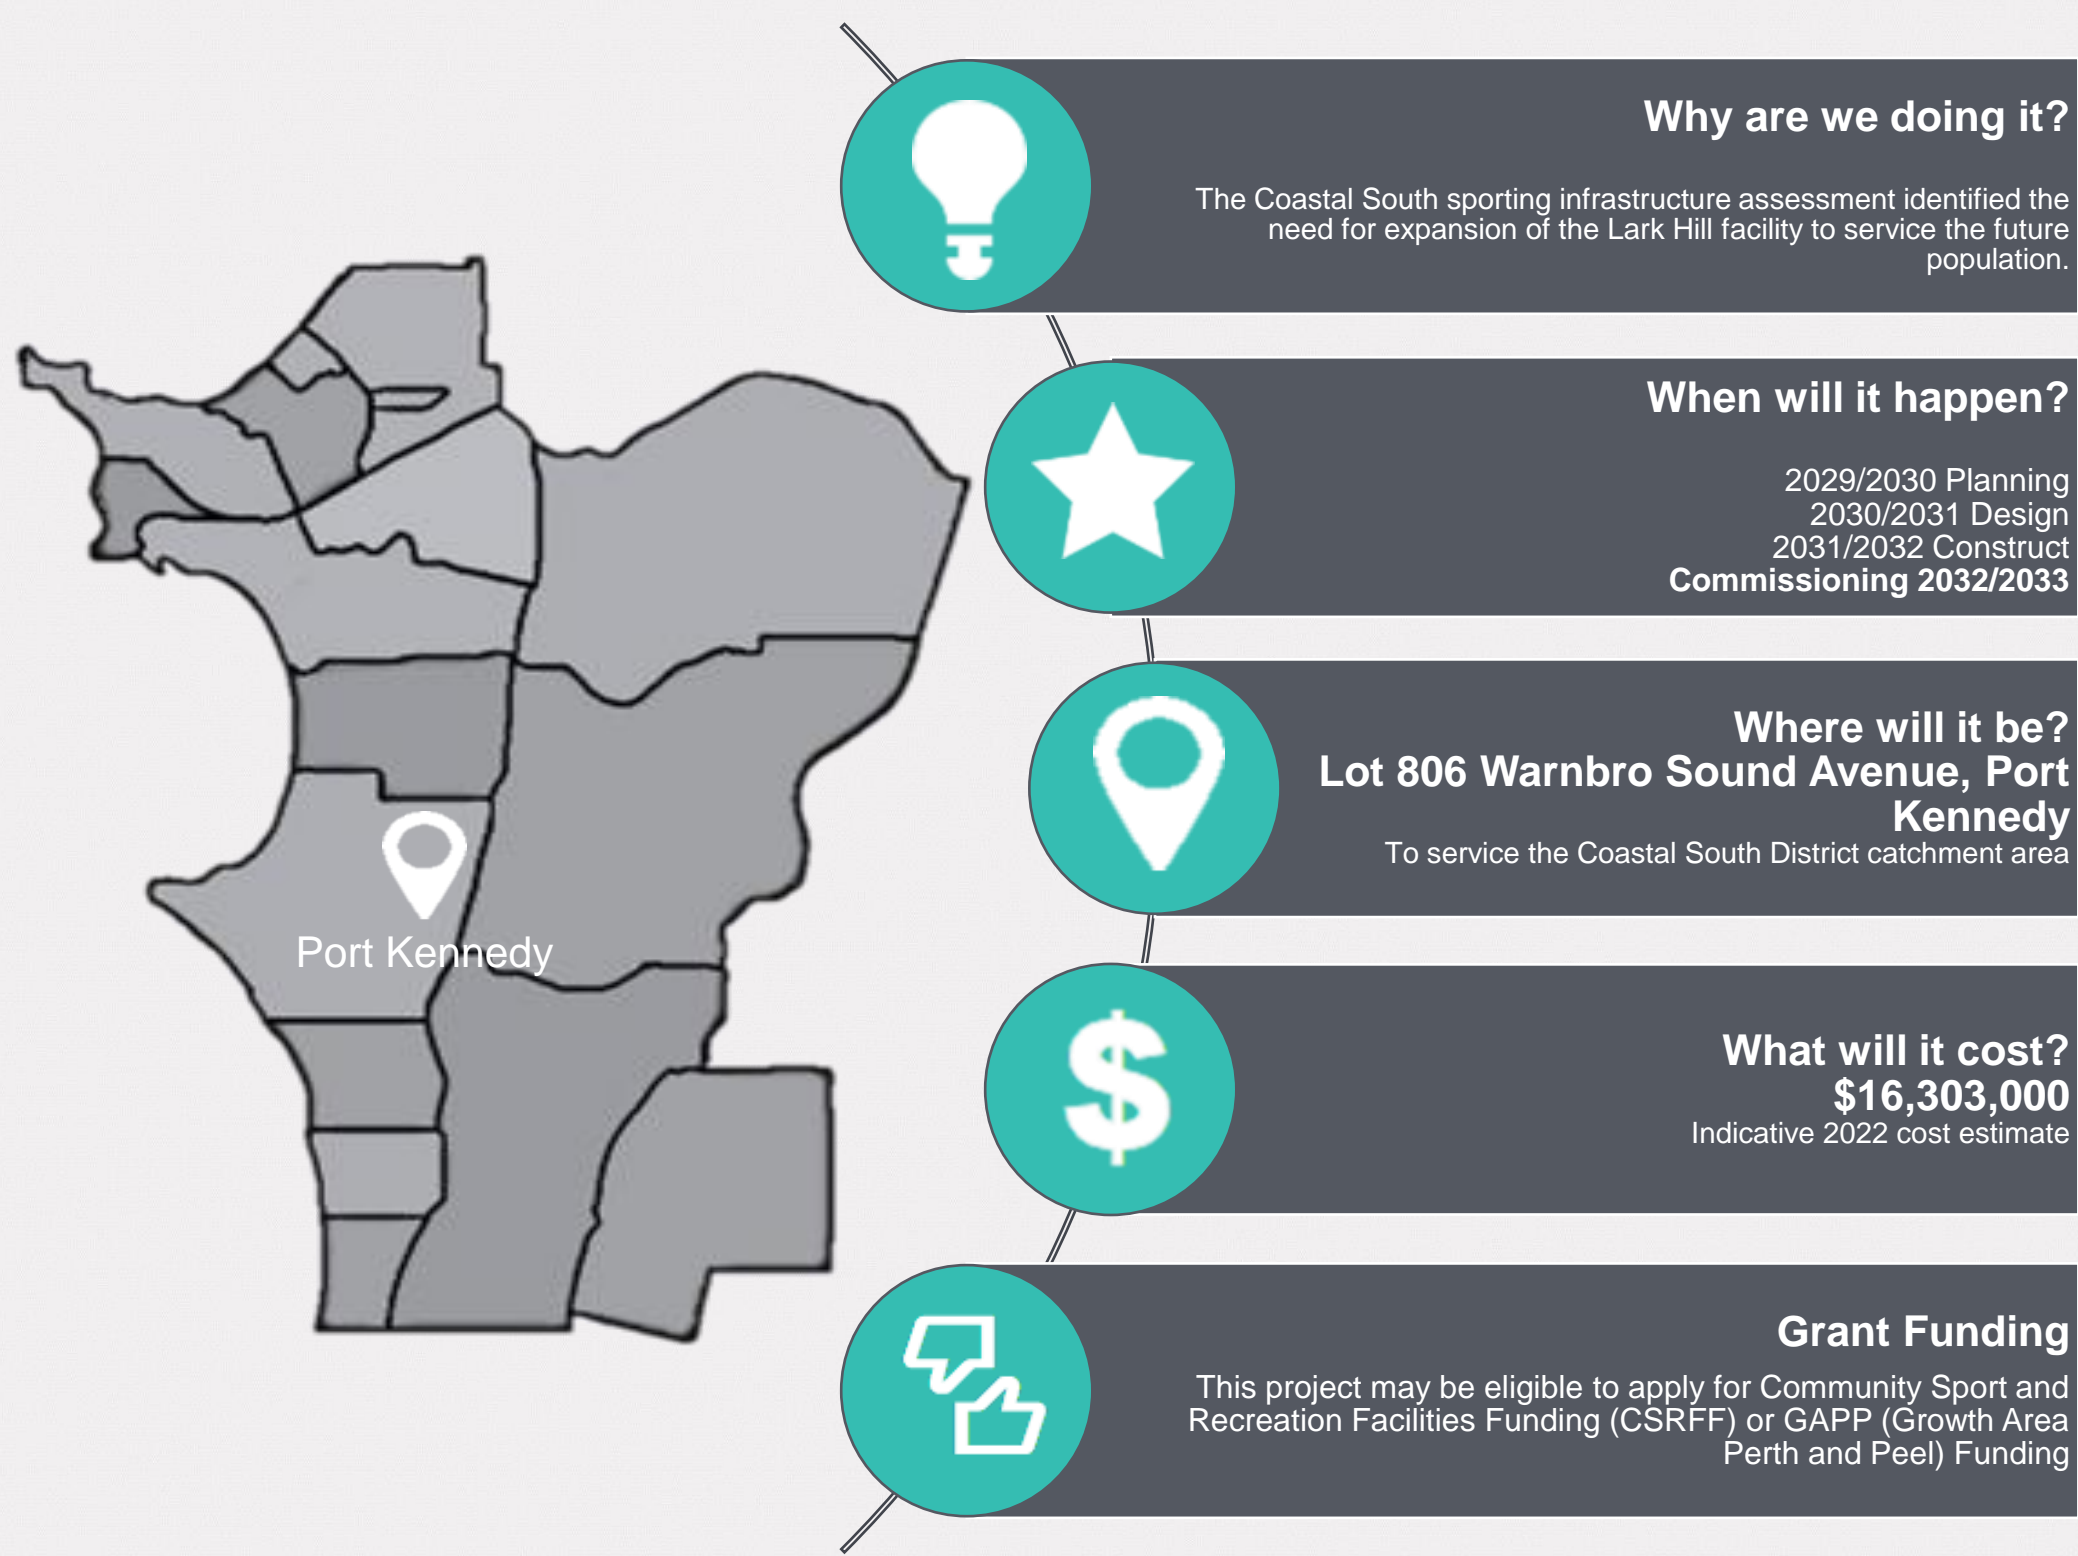 Why are we doing it?
The Coastal South sporting infrastructure assessment identified the
need for expansion of the Lark Hill facility to service the future
population.
When will it happen?
2029/2030 Planning
2030/2031 Design
2031/2032 Construct
Commissioning 2032/2033
Where will it be?
Lot 806 Warnbro Sound Avenue, Port
Kennedy
To service the Coastal South District catchment area
Port Kennedy
What will it cost?
$16,303,000
Indicative 2022 cost estimate
Grant Funding
This project may be eligible to apply for Community Sport and
Recreation Facilities Funding (CSRFF) or GAPP (Growth Area
Perth and Peel) Funding